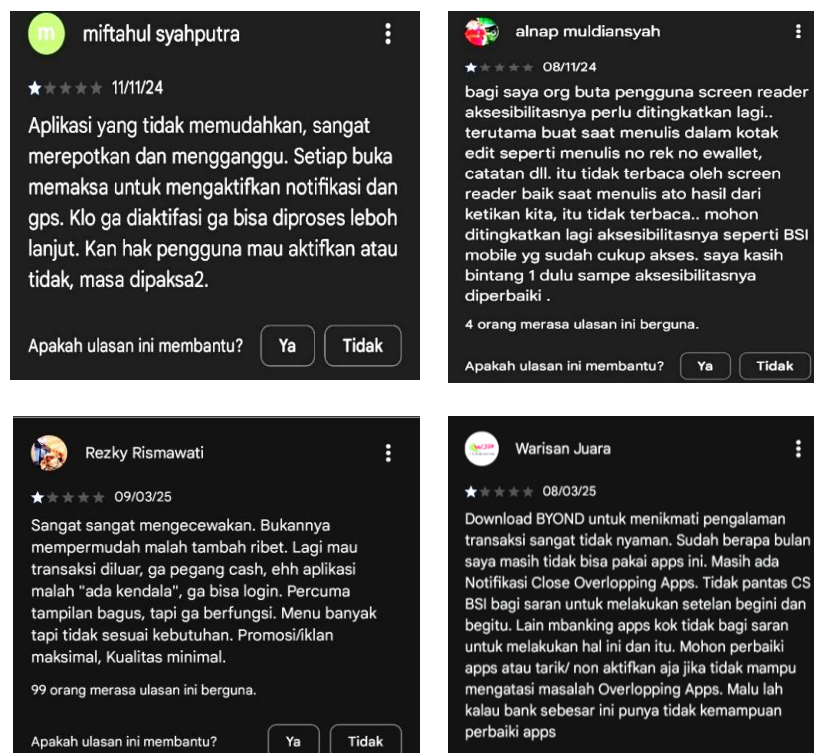 m miftahul syahputra
11/11/24
Aplikasi yang tidak memudahkan, sangat
merepotkan dan mengganggu. Setiap buka
memaksa untuk mengaktifkan notifikasi dan
gps. Klo ga diaktifasi ga bisa diproses leboh
lanjut. Kan hak pengguna mau aktifkan atau
tidak, masa dipaksa2.
Apakah ulasan ini membantu? Ya Tidak
alnap muldiansyah
08/11/24
bagi saya org buta pengguna screen reader
aksesibilitasnya perlu ditingkatkan lagi..
terutama buat saat menulis dalam kotak
edit seperti menulis no rek no ewallet,
catatan dll. itu tidak terbaca oleh screen
reader baik saat menulis ato hasil dari
ketikan kita, itu tidak terbaca.. mohon
ditingkatkan lagi aksesibilitasnya seperti BSI
mobile yg sudah cukup akses. saya kasih
bintang 1 dulu sampe aksesibilitasnya
diperbaiki .
4 orang merasa ulasan ini berguna.
Apakah ulasan ini membantu? Ya Tidak
Rezky Rismawati
09/03/25
Sangat sangat mengecewakan. Bukannya
mempermudah malah tambah ribet. Lagi mau
transaksi diluar, ga pegang cash, ehh aplikasi
malah "ada kendala", ga bisa login. Percuma
tampilan bagus, tapi ga berfungsi. Menu banyak
tapi tidak sesuai kebutuhan. Promosi/iklan
maksimal, Kualitas minimal.
99 orang merasa ulasan ini berguna.
Apakah ulasan ini membantu? Ya Tidak
Warisan Juara
08/03/25
Download BYOND untuk menikmati pengalaman
transaksi sangat tidak nyaman. Sudah berapa bulan
saya masih tidak bisa pakai apps ini. Masih ada
Notifikasi Close Overlopping Apps. Tidak pantas CS
BSI bagi saran untuk melakukan setelan begini dan
begitu. Lain mbanking apps kok tidak bagi saran
untuk melakukan hal ini dan itu. Mohon perbaiki
apps atau tarik/ non aktifkan aja jika tidak mampu
mengatasi masalah Overlopping Apps. Malu lah
kalau bank sebesar ini punya tidak kemampuan
perbaiki apps